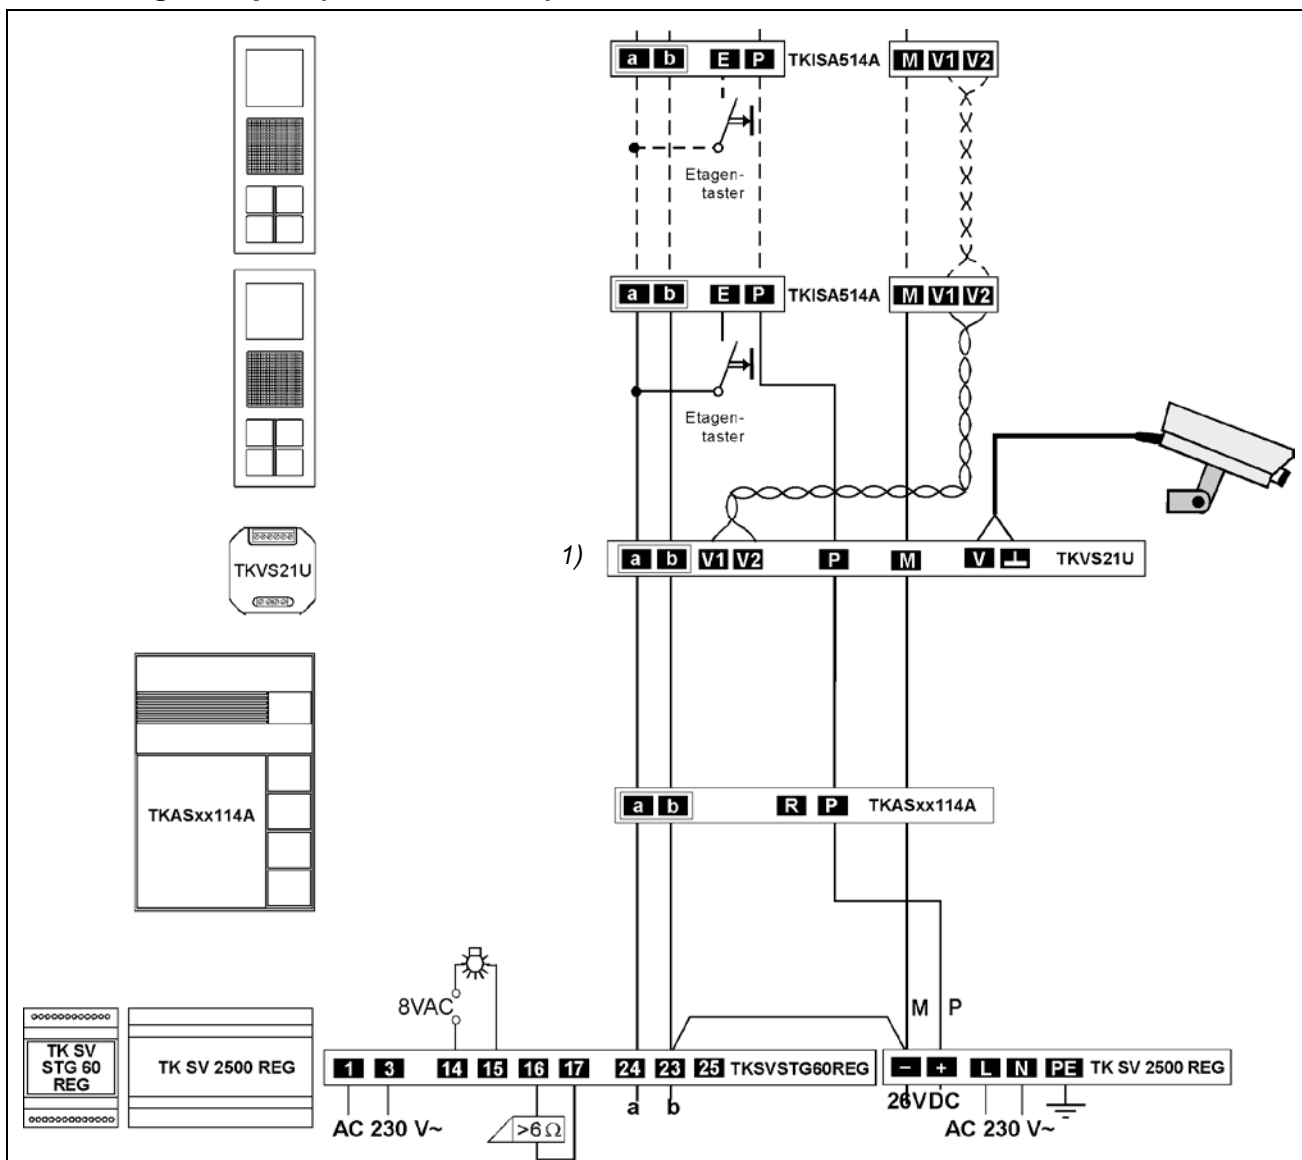 a b E P TKISA514A M V1 V2
Etagen-
taster
a b E P TKISA514A M V1 V2
Etagen-
taster
1) a b V1 V2 P M V TKVS21U
TKVS21U
TKASxx114A
a b R P TKASxx114A
8VAC
M P
TK SV
STG 60
REG
TK SV 2500 REG
1 3 14 15 16 17 24 23 25 TKSVSTG60REG
– + L N PE TK SV 2500 REG
a b
26VDC
AC 230 V~
>6 Ω
AC 230 V~